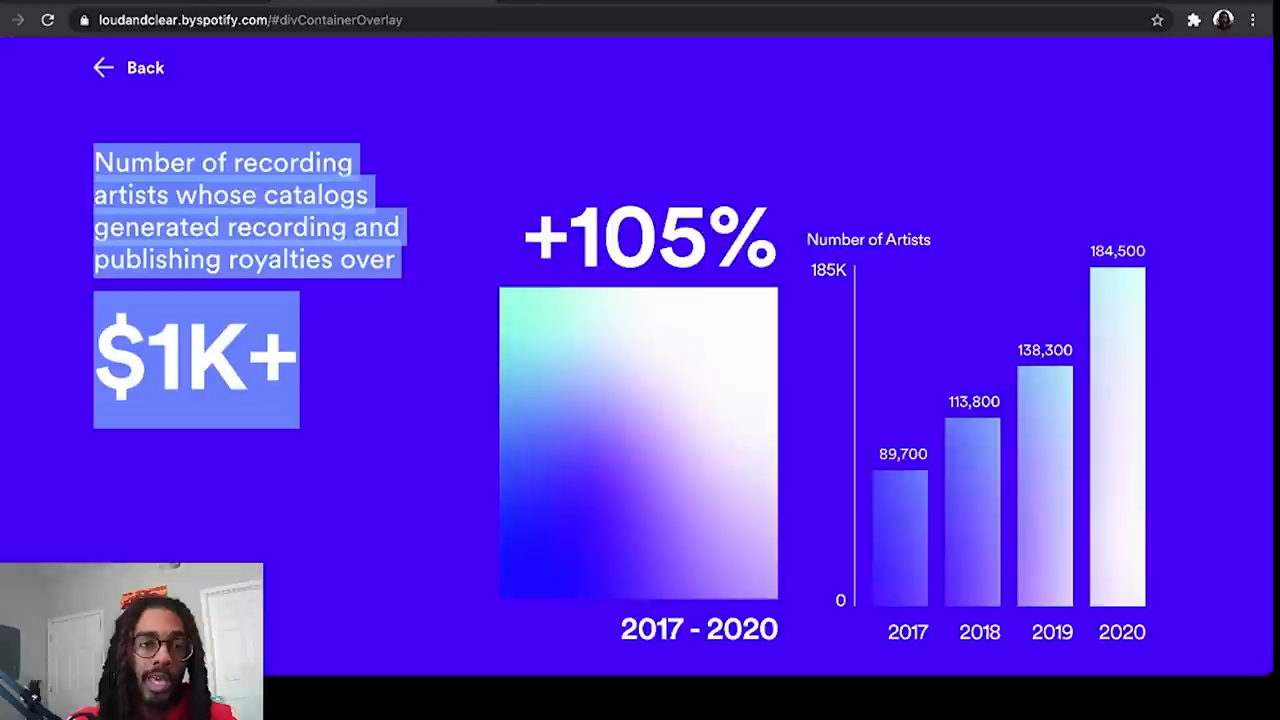 loudandclear.byspotify.com/#divContainerOverlay
Back
Number of recording
artists whose catalogs
generated recording and
publishing royalties over
$1K+
+105%
2017 - 2020
Number of Artists
185K
0
89,700
113,800
138,300
184,500
2017
2018
2019
2020